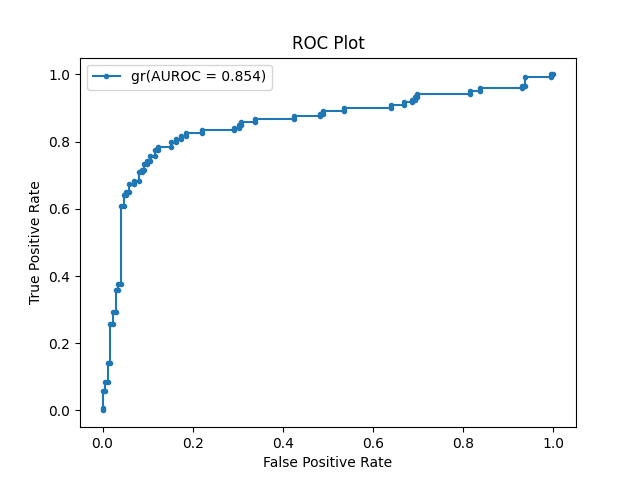 ROC Plot
gr(AUROC = 0.854)
True Positive Rate
1.0
0.8
0.6
0.4
0.2
0.0
0.0 0.2 0.4 0.6 0.8 1.0
False Positive Rate